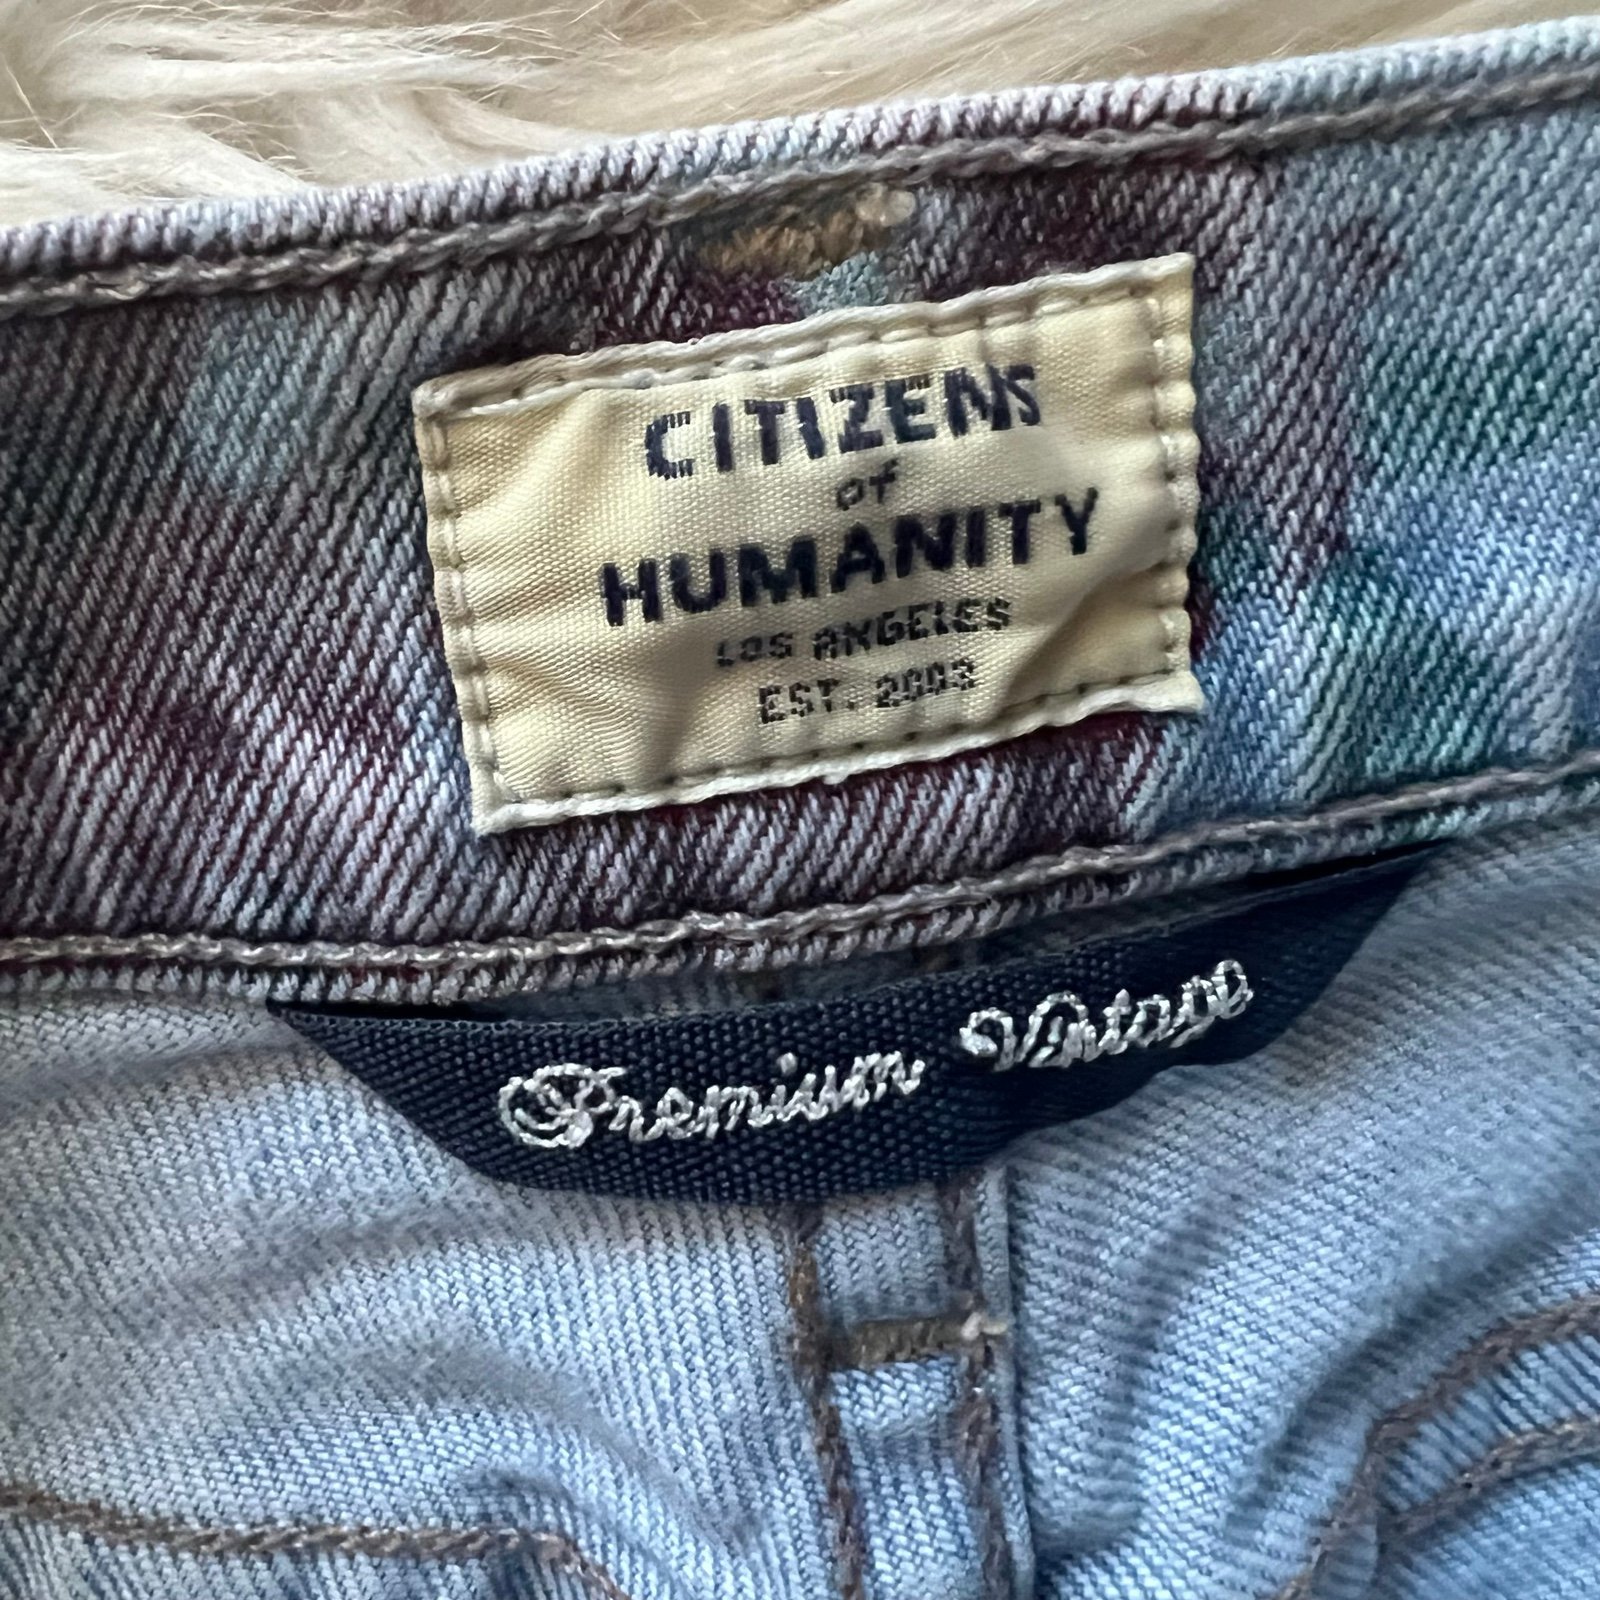 CITIZENS
of
HUMANITY
LOS ANGELES
EST. 2003
Premium Vintage